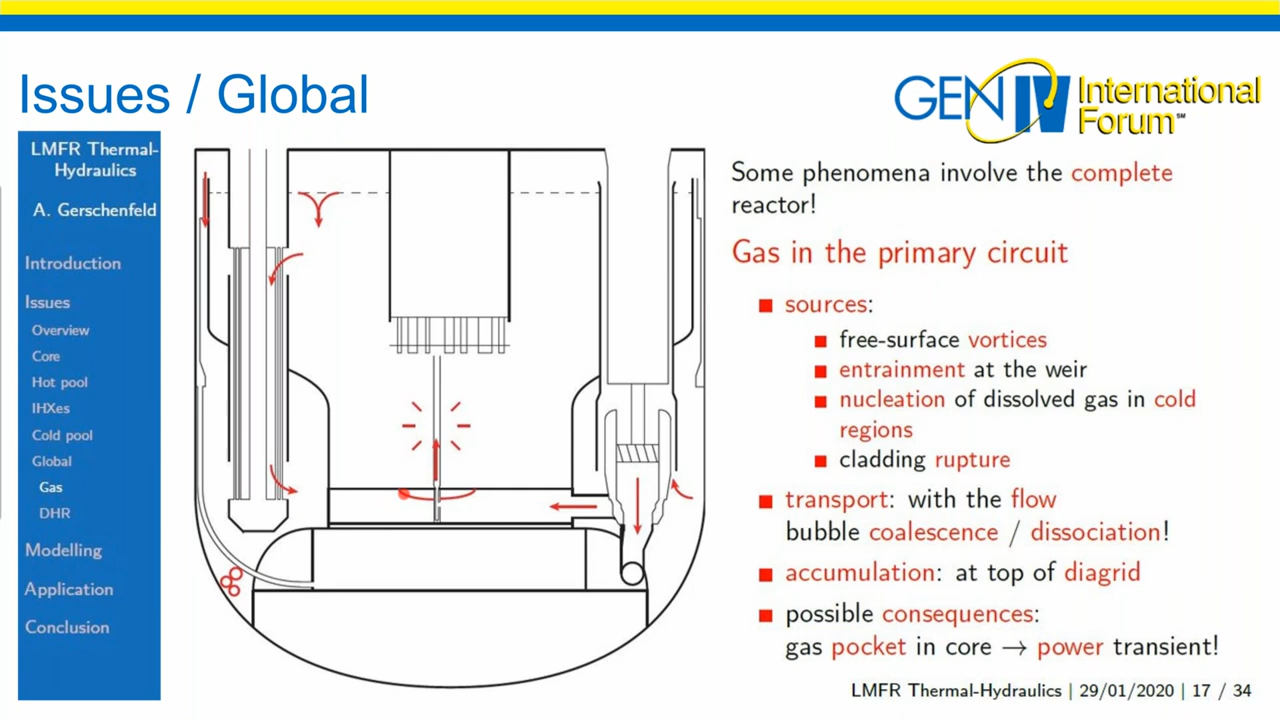 Issues / Global
GEN IV International
Forum SM
LMFR Thermal-
Hydraulics
A. Gerschenfeld
Introduction
Issues
Overview
Core
Hot pool
IHXes
Cold pool
Global
Gas
DHR
Modelling
Application
Conclusion
Some phenomena involve the complete
reactor!
Gas in the primary circuit
sources:
free-surface vortices
entrainment at the weir
nucleation of dissolved gas in cold
regions
cladding rupture
transport: with the flow
bubble coalescence / dissociation!
accumulation: at top of diagrid
possible consequences:
gas pocket in core → power transient!
LMFR Thermal-Hydraulics | 29/01/2020 | 17 / 34